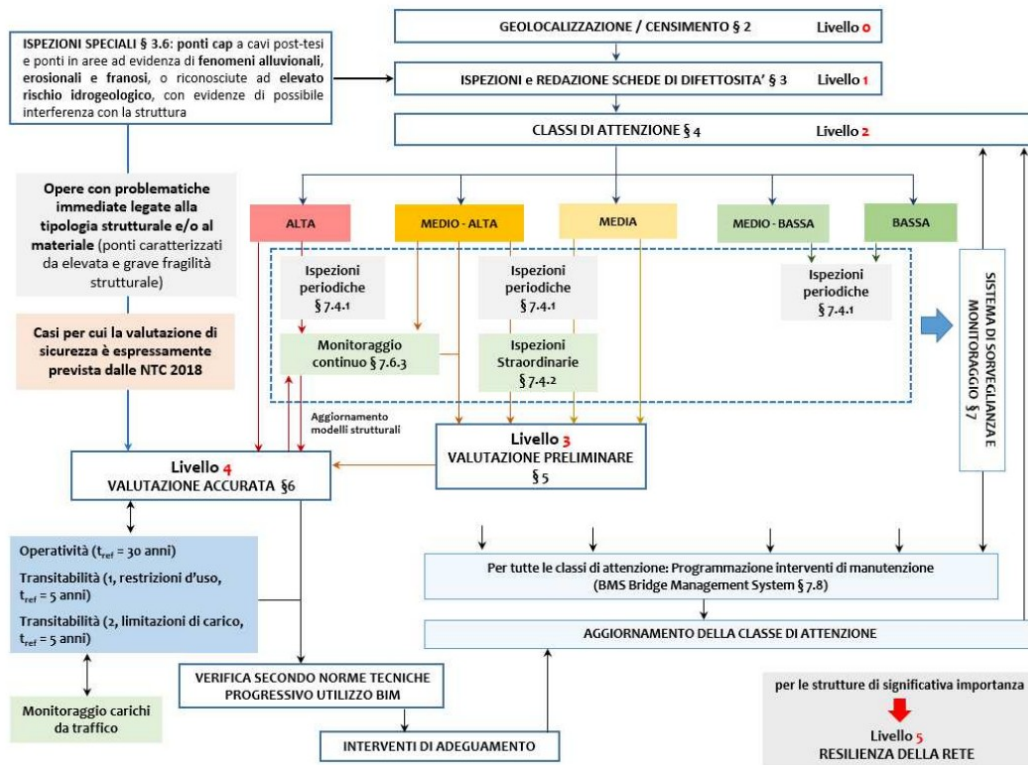 GEOLOCALIZZAZIONE / CENSIMENTO § 2 Livello 0
ISPEZIONI SPECIALI § 3.6: ponti cap a cavi post-tesi
e ponti in aree ad evidenza di fenomeni alluvionali,
erosionali e franosi, o riconosciute ad elevato
rischio idrogeologico, con evidenze di possibile
interferenza con la struttura
ISPEZIONI e REDAZIONE SCHEDE DI DIFETTOSITA' § 3 Livello 1
CLASSI DI ATTENZIONE § 4 Livello 2
Opere con problematiche
immediate legate alla
tipologia strutturale e/o al
materiale (ponti caratterizzati
da elevata e grave fragilità
strutturale)
Casi per cui la valutazione di
sicurezza è espressamente
prevista dalle NTC 2018
ALTA
MEDIO - ALTA
MEDIA
MEDIO - BASSA
BASSA
Ispezioni
periodiche
§ 7.4.1
Ispezioni
periodiche
§ 7.4.1
Ispezioni
periodiche
§ 7.4.1
Monitoraggio
continuo § 7.6.3
Ispezioni
Straordinarie
§ 7.4.2
SISTEMA DI SORVEGLIANZA E
MONITORAGGIO §7
Aggiornamento
modelli strutturali
Livello 3
VALUTAZIONE PRELIMINARE
§ 5
Livello 4
VALUTAZIONE ACCURATA §6
Operatività (tref = 30 anni)
Transitabilità (1, restrizioni d'uso,
tref = 5 anni)
Transitabilità (2, limitazioni di carico,
tref = 5 anni)
Monitoraggio carichi
da traffico
Per tutte le classi di attenzione: Programmazione interventi di manutenzione
(BMS Bridge Management System § 7.8)
AGGIORNAMENTO DELLA CLASSE DI ATTENZIONE
VERIFICA SECONDO NORME TECNICHE
PROGRESSIVO UTILIZZO BIM
INTERVENTI DI ADEGUAMENTO
per le strutture di significativa importanza
Livello 5
RESILIENZA DELLA RETE